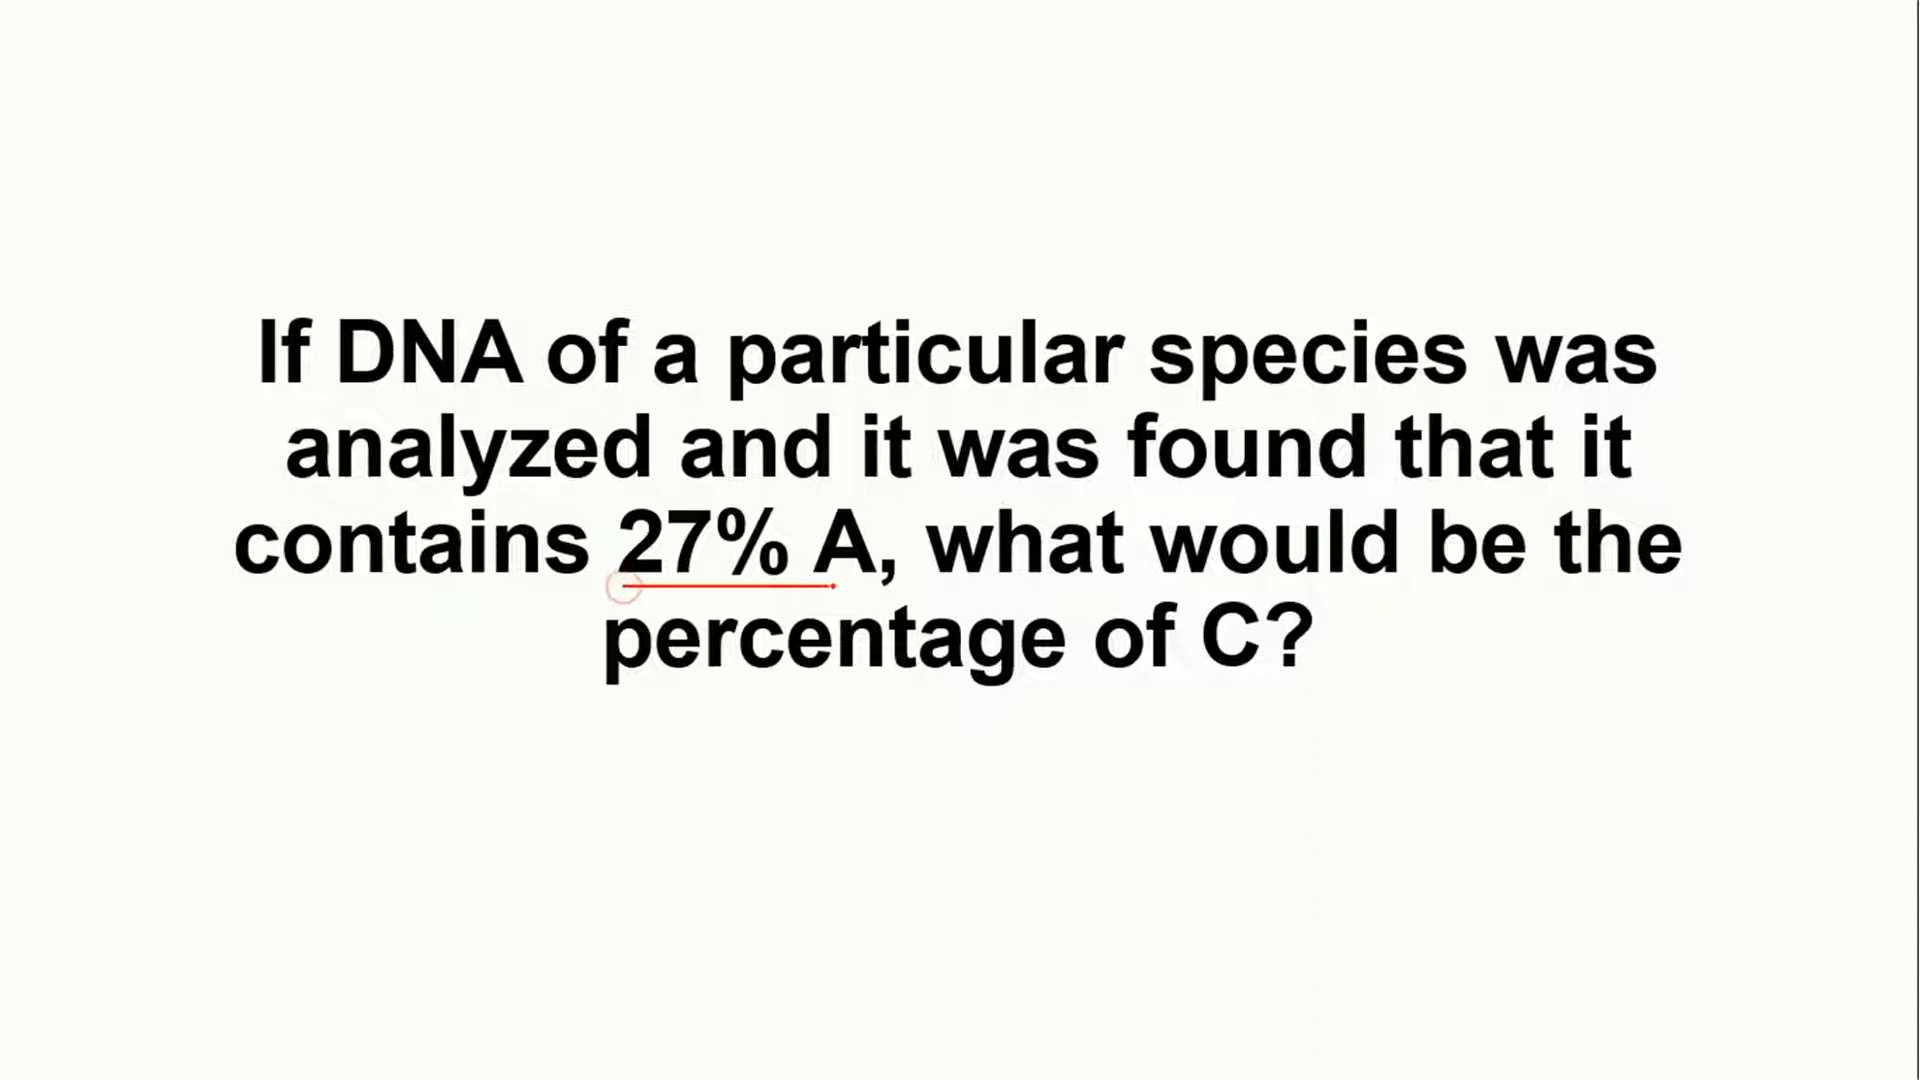 If DNA of a particular species was
analyzed and it was found that it
contains 27% A, what would be the
percentage of C?